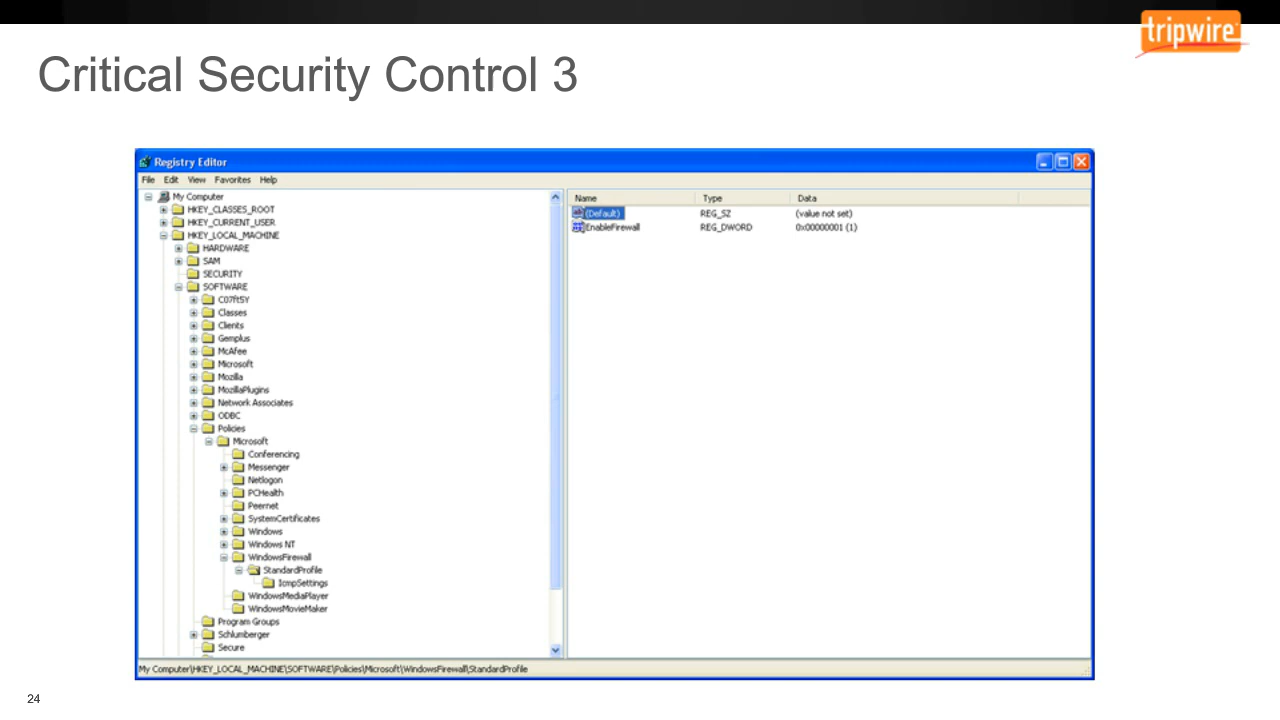 tripwire
Critical Security Control 3
Registry Editor
File Edit View Favorites Help
My Computer
HKEY_CLASSES_ROOT
HKEY_CURRENT_USER
HKEY_LOCAL_MACHINE
HARDWARE
SAM
SECURITY
SOFTWARE
C07ftSY
Classes
Clients
Gemplus
McAfee
Microsoft
Mozilla
MozillaPlugins
Network Associates
ODBC
Policies
Microsoft
Conferencing
Messenger
Netlogon
PCHealth
Peernet
SystemCertificates
Windows
Windows NT
WindowsFirewall
StandardProfile
IcmpSettings
WindowsMediaPlayer
WindowsMovieMaker
Program Groups
Schlumberger
Secure
Name Type Data
(Default) REG_SZ (value not set)
EnableFirewall REG_DWORD 0x00000001 (1)
My Computer\HKEY_LOCAL_MACHINE\SOFTWARE\Policies\Microsoft\WindowsFirewall\StandardProfile
24